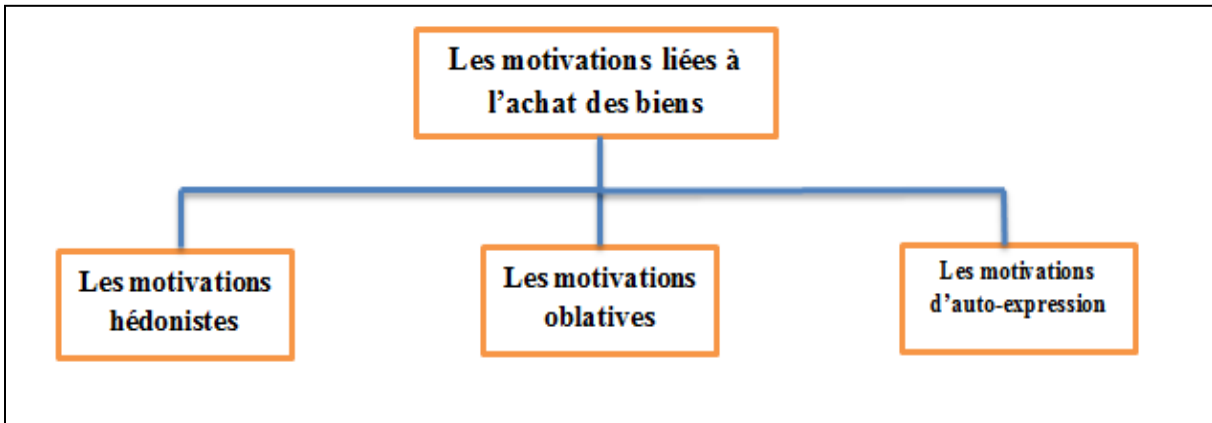 Les motivations liées à
l’achat des biens
Les motivations
hédonistes
Les motivations
oblatives
Les motivations
d’auto-expression